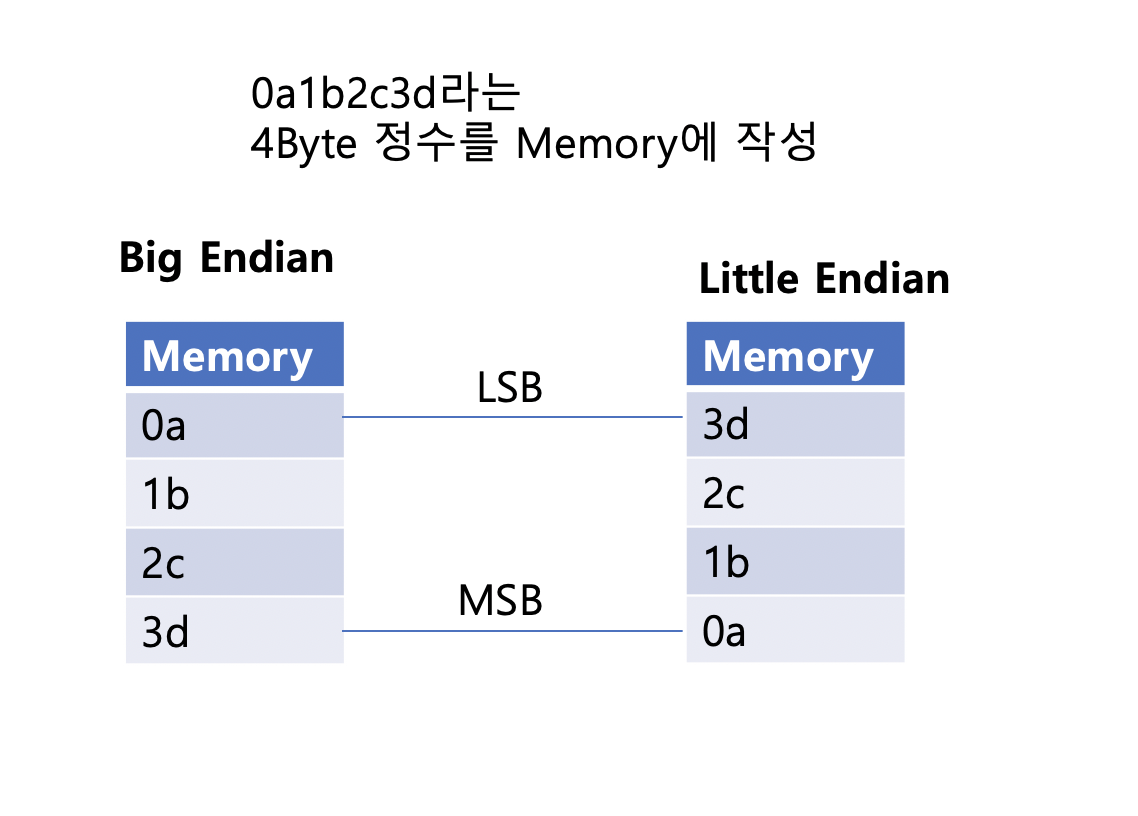 0a1b2c3d라는
4Byte 정수를 Memory에 작성
Big Endian
Little Endian
Memory
0a
1b
2c
3d
LSB
MSB
Memory
3d
2c
1b
0a